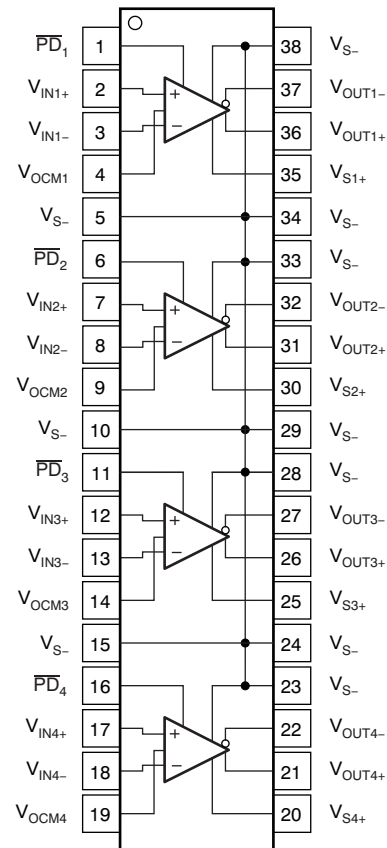 PD1 1 38 VS–
VIN1+ 2 + 37 VOUT1–
VIN1– 3 – 36 VOUT1+
VOCM1 4 35 VS1+
VS– 5 34 VS–
PD2 6 33 VS–
VIN2+ 7 + 32 VOUT2–
VIN2– 8 – 31 VOUT2+
VOCM2 9 30 VS2+
VS– 10 29 VS–
PD3 11 28 VS–
VIN3+ 12 + 27 VOUT3–
VIN3– 13 – 26 VOUT3+
VOCM3 14 25 VS3+
VS– 15 24 VS–
PD4 16 23 VS–
VIN4+ 17 + 22 VOUT4–
VIN4– 18 – 21 VOUT4+
VOCM4 19 20 VS4+